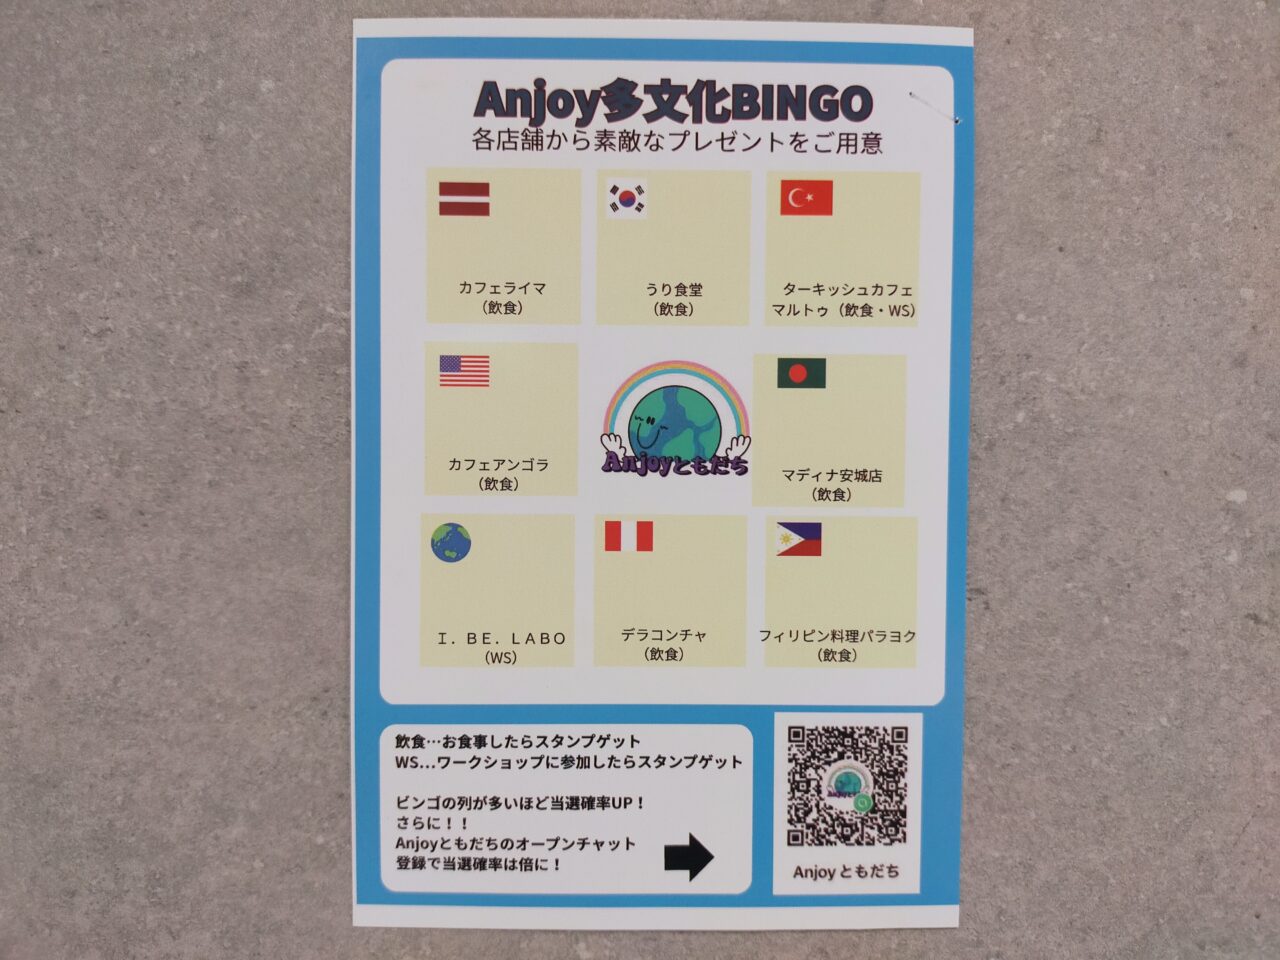 Anjoy多文化BINGO
各店舗から素敵なプレゼントをご用意
カフェライマ
（飲食）
うり食堂
（飲食）
ターキッシュカフェ
マルトゥ（飲食・WS）
カフェアンゴラ
（飲食）
Anjoyともだち
マディナ安城店
（飲食）
Ｉ．ＢＥ．ＬＡＢＯ
（WS）
デラコンチャ
（飲食）
フィリピン料理パラヨク
（飲食）
飲食…お食事したらスタンプゲット
WS…ワークショップに参加したらスタンプゲット
ビンゴの列が多いほど当選確率UP！
さらに！！
Anjoyともだちのオープンチャット
登録で当選確率は倍に！
Anjoyともだち